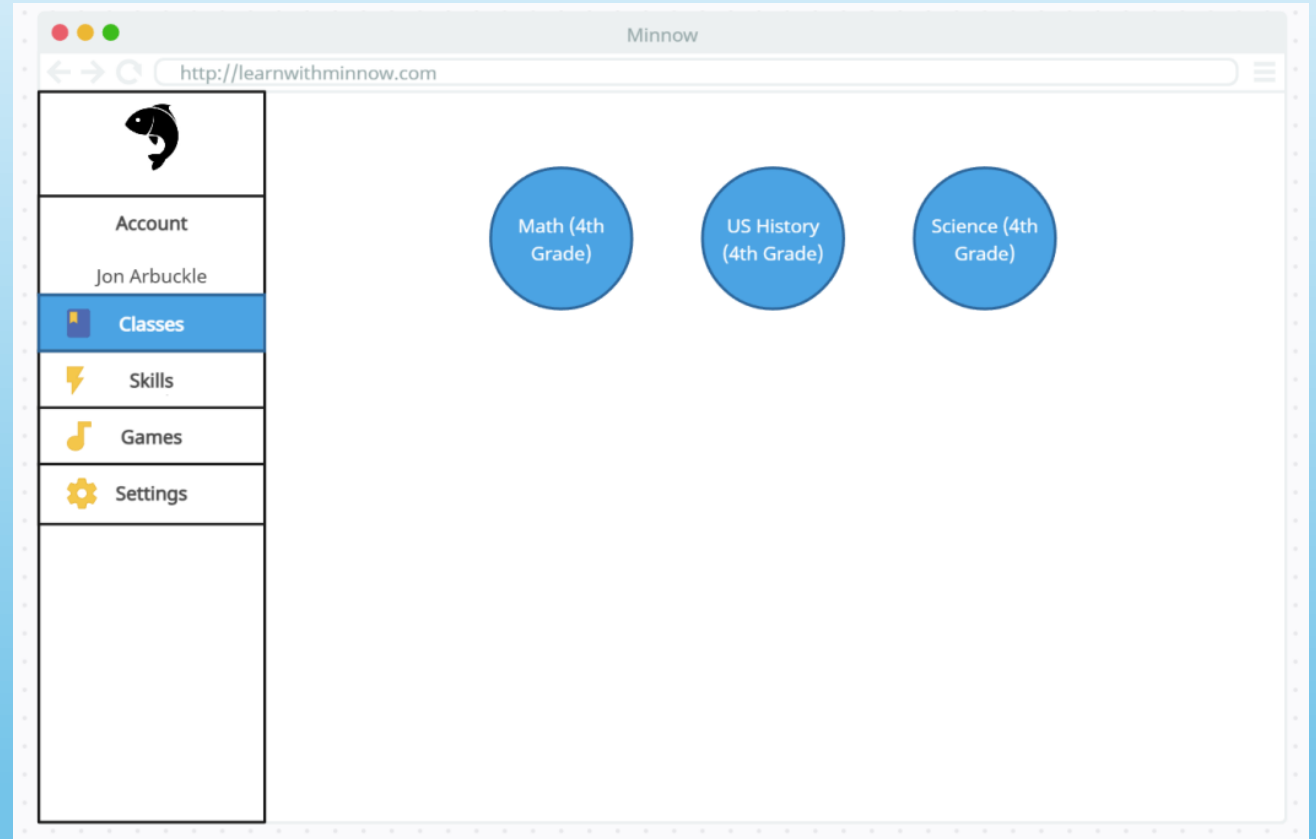 Minnow
http://learnwithminnow.com
Account
Jon Arbuckle
Classes
Skills
Games
Settings
Math (4th
Grade)
US History
(4th Grade)
Science (4th
Grade)